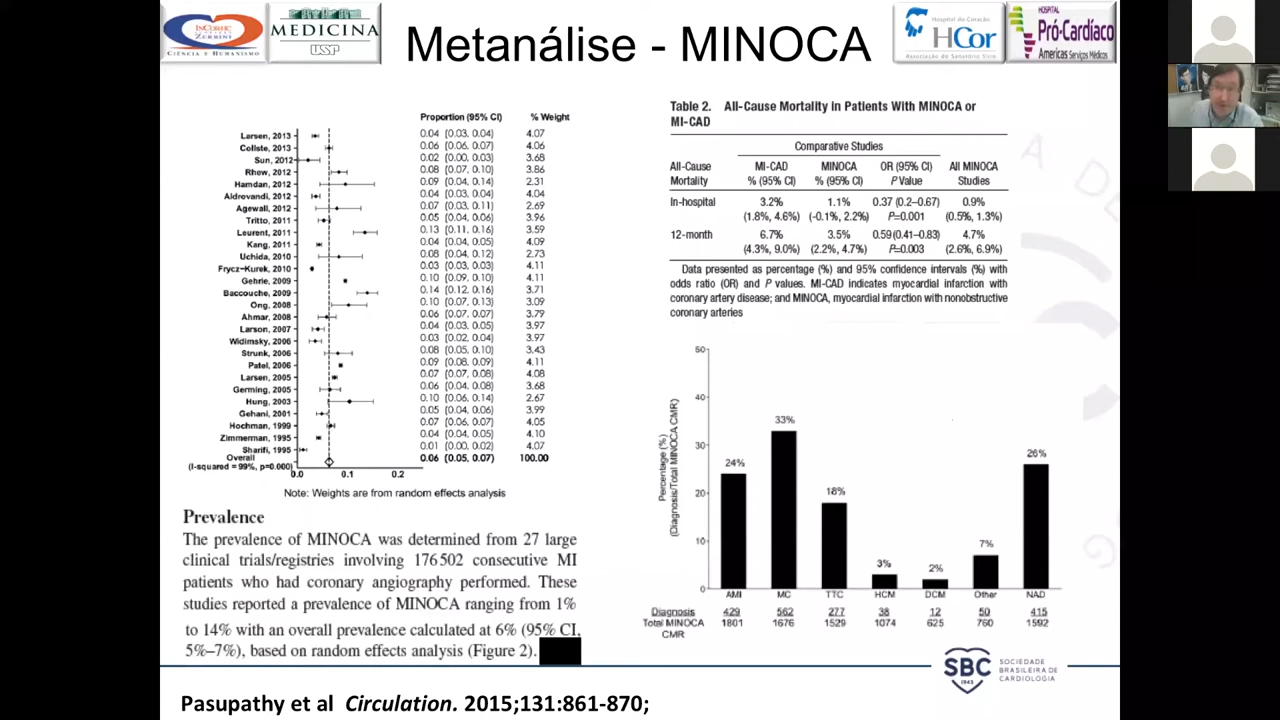 InCorHC
ZERBINI
CIÊNCIA E HUMANISMO
MEDICINA
USP
Metanálise - MINOCA
Hospital do Coração
HCor
Associação do Sanatório Sírio
HOSPITAL
Pró-Cardíaco
Americas Serviços Médicos
Proportion (95% CI) % Weight
Larsen, 2013 0.04 (0.03, 0.04) 4.07
Collste, 2013 0.06 (0.06, 0.07) 4.06
Sun, 2012 0.02 (0.00, 0.03) 3.68
Rhew, 2012 0.08 (0.07, 0.10) 3.86
Hamdan, 2012 0.09 (0.04, 0.14) 2.31
Aldrovandi, 2012 0.04 (0.03, 0.04) 4.04
Agewall, 2012 0.07 (0.03, 0.11) 2.69
Tritto, 2011 0.05 (0.04, 0.06) 3.96
Leurent, 2011 0.13 (0.11, 0.16) 3.59
Kang, 2011 0.04 (0.04, 0.05) 4.09
Uchida, 2010 0.08 (0.04, 0.12) 2.73
Frycz-Kurek, 2010 0.03 (0.03, 0.03) 4.11
Gehrie, 2009 0.10 (0.09, 0.10) 4.11
Baccouche, 2009 0.14 (0.12, 0.16) 3.71
Ong, 2008 0.10 (0.07, 0.13) 3.09
Ahmar, 2008 0.06 (0.07, 0.07) 3.79
Larson, 2007 0.04 (0.03, 0.05) 3.97
Widimsky, 2006 0.03 (0.02, 0.04) 3.97
Strunk, 2006 0.08 (0.05, 0.10) 3.43
Patel, 2006 0.09 (0.08, 0.09) 4.11
Larsen, 2005 0.07 (0.07, 0.08) 4.08
Germing, 2005 0.06 (0.04, 0.08) 3.68
Hung, 2003 0.10 (0.06, 0.14) 2.67
Gehani, 2001 0.05 (0.04, 0.06) 3.99
Hochman, 1999 0.07 (0.06, 0.07) 4.05
Zimmerman, 1995 0.04 (0.04, 0.05) 4.10
Sharifi, 1995 0.01 (0.00, 0.02) 4.07
Overall 0.06 (0.05, 0.07) 100.00
(I-squared = 99%, p=0.000)
0.0 0.1 0.2
Note: Weights are from random effects analysis
Prevalence
The prevalence of MINOCA was determined from 27 large
clinical trials/registries involving 176 502 consecutive MI
patients who had coronary angiography performed. These
studies reported a prevalence of MINOCA ranging from 1%
to 14% with an overall prevalence calculated at 6% (95% CI,
5%–7%), based on random effects analysis (Figure 2).
Table 2. All-Cause Mortality in Patients With MINOCA or
MI-CAD
Comparative Studies
All-Cause MI-CAD MINOCA OR (95% CI) All MINOCA
Mortality % (95% CI) % (95% CI) P Value Studies
In-hospital 3.2% 1.1% 0.37 (0.2–0.67) 0.9%
(1.8%, 4.6%) (-0.1%, 2.2%) P=0.001 (0.5%, 1.3%)
12-month 6.7% 3.5% 0.59 (0.41–0.83) 4.7%
(4.3%, 9.0%) (2.2%, 4.7%) P=0.003 (2.6%, 6.9%)
Data presented as percentage (%) and 95% confidence intervals (%) with
odds ratio (OR) and P values. MI-CAD indicates myocardial infarction with
coronary artery disease; and MINOCA, myocardial infarction with nonobstructive
coronary arteries
Percentage (%)
(Diagnosis/Total MINOCA CMR)
50
40
30
20
10
0
24% 33% 18% 3% 2% 7% 26%
AMI MC TTC HCM DCM Other NAD
Diagnosis 429 562 277 38 12 50 415
Total MINOCA 1801 1676 1529 1074 625 760 1592
CMR
SBC
1943
SOCIEDADE
BRASILEIRA DE
CARDIOLOGIA
Pasupathy et al Circulation. 2015;131:861-870;